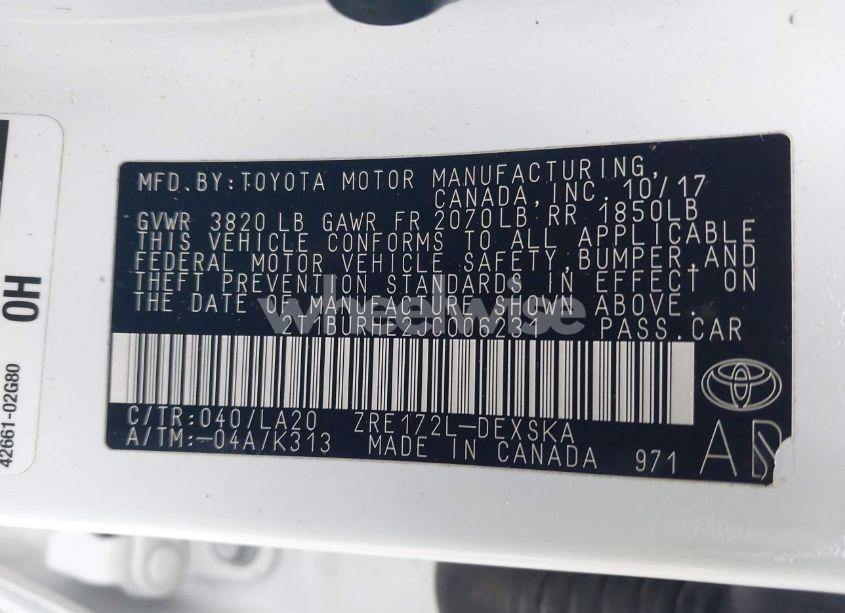 MFD.BY:TOYOTA MOTOR MANUFACTURING,
CANADA,INC. 10/17
GVWR 3820 LB GAWR FR 2070LB RR 1850LB
THIS VEHICLE CONFORMS TO ALL APPLICABLE
FEDERAL MOTOR VEHICLE SAFETY,BUMPER,AND
THEFT PREVENTION STANDARDS IN EFFECT ON
THE DATE OF MANUFACTURE SHOWN ABOVE.
PASS.CAR
wheelwise
C/TR:040/LA20 ZRE172L-DEXSKA
A/TM:-04A/K313 MADE IN CANADA 971
OH
42661-02G80